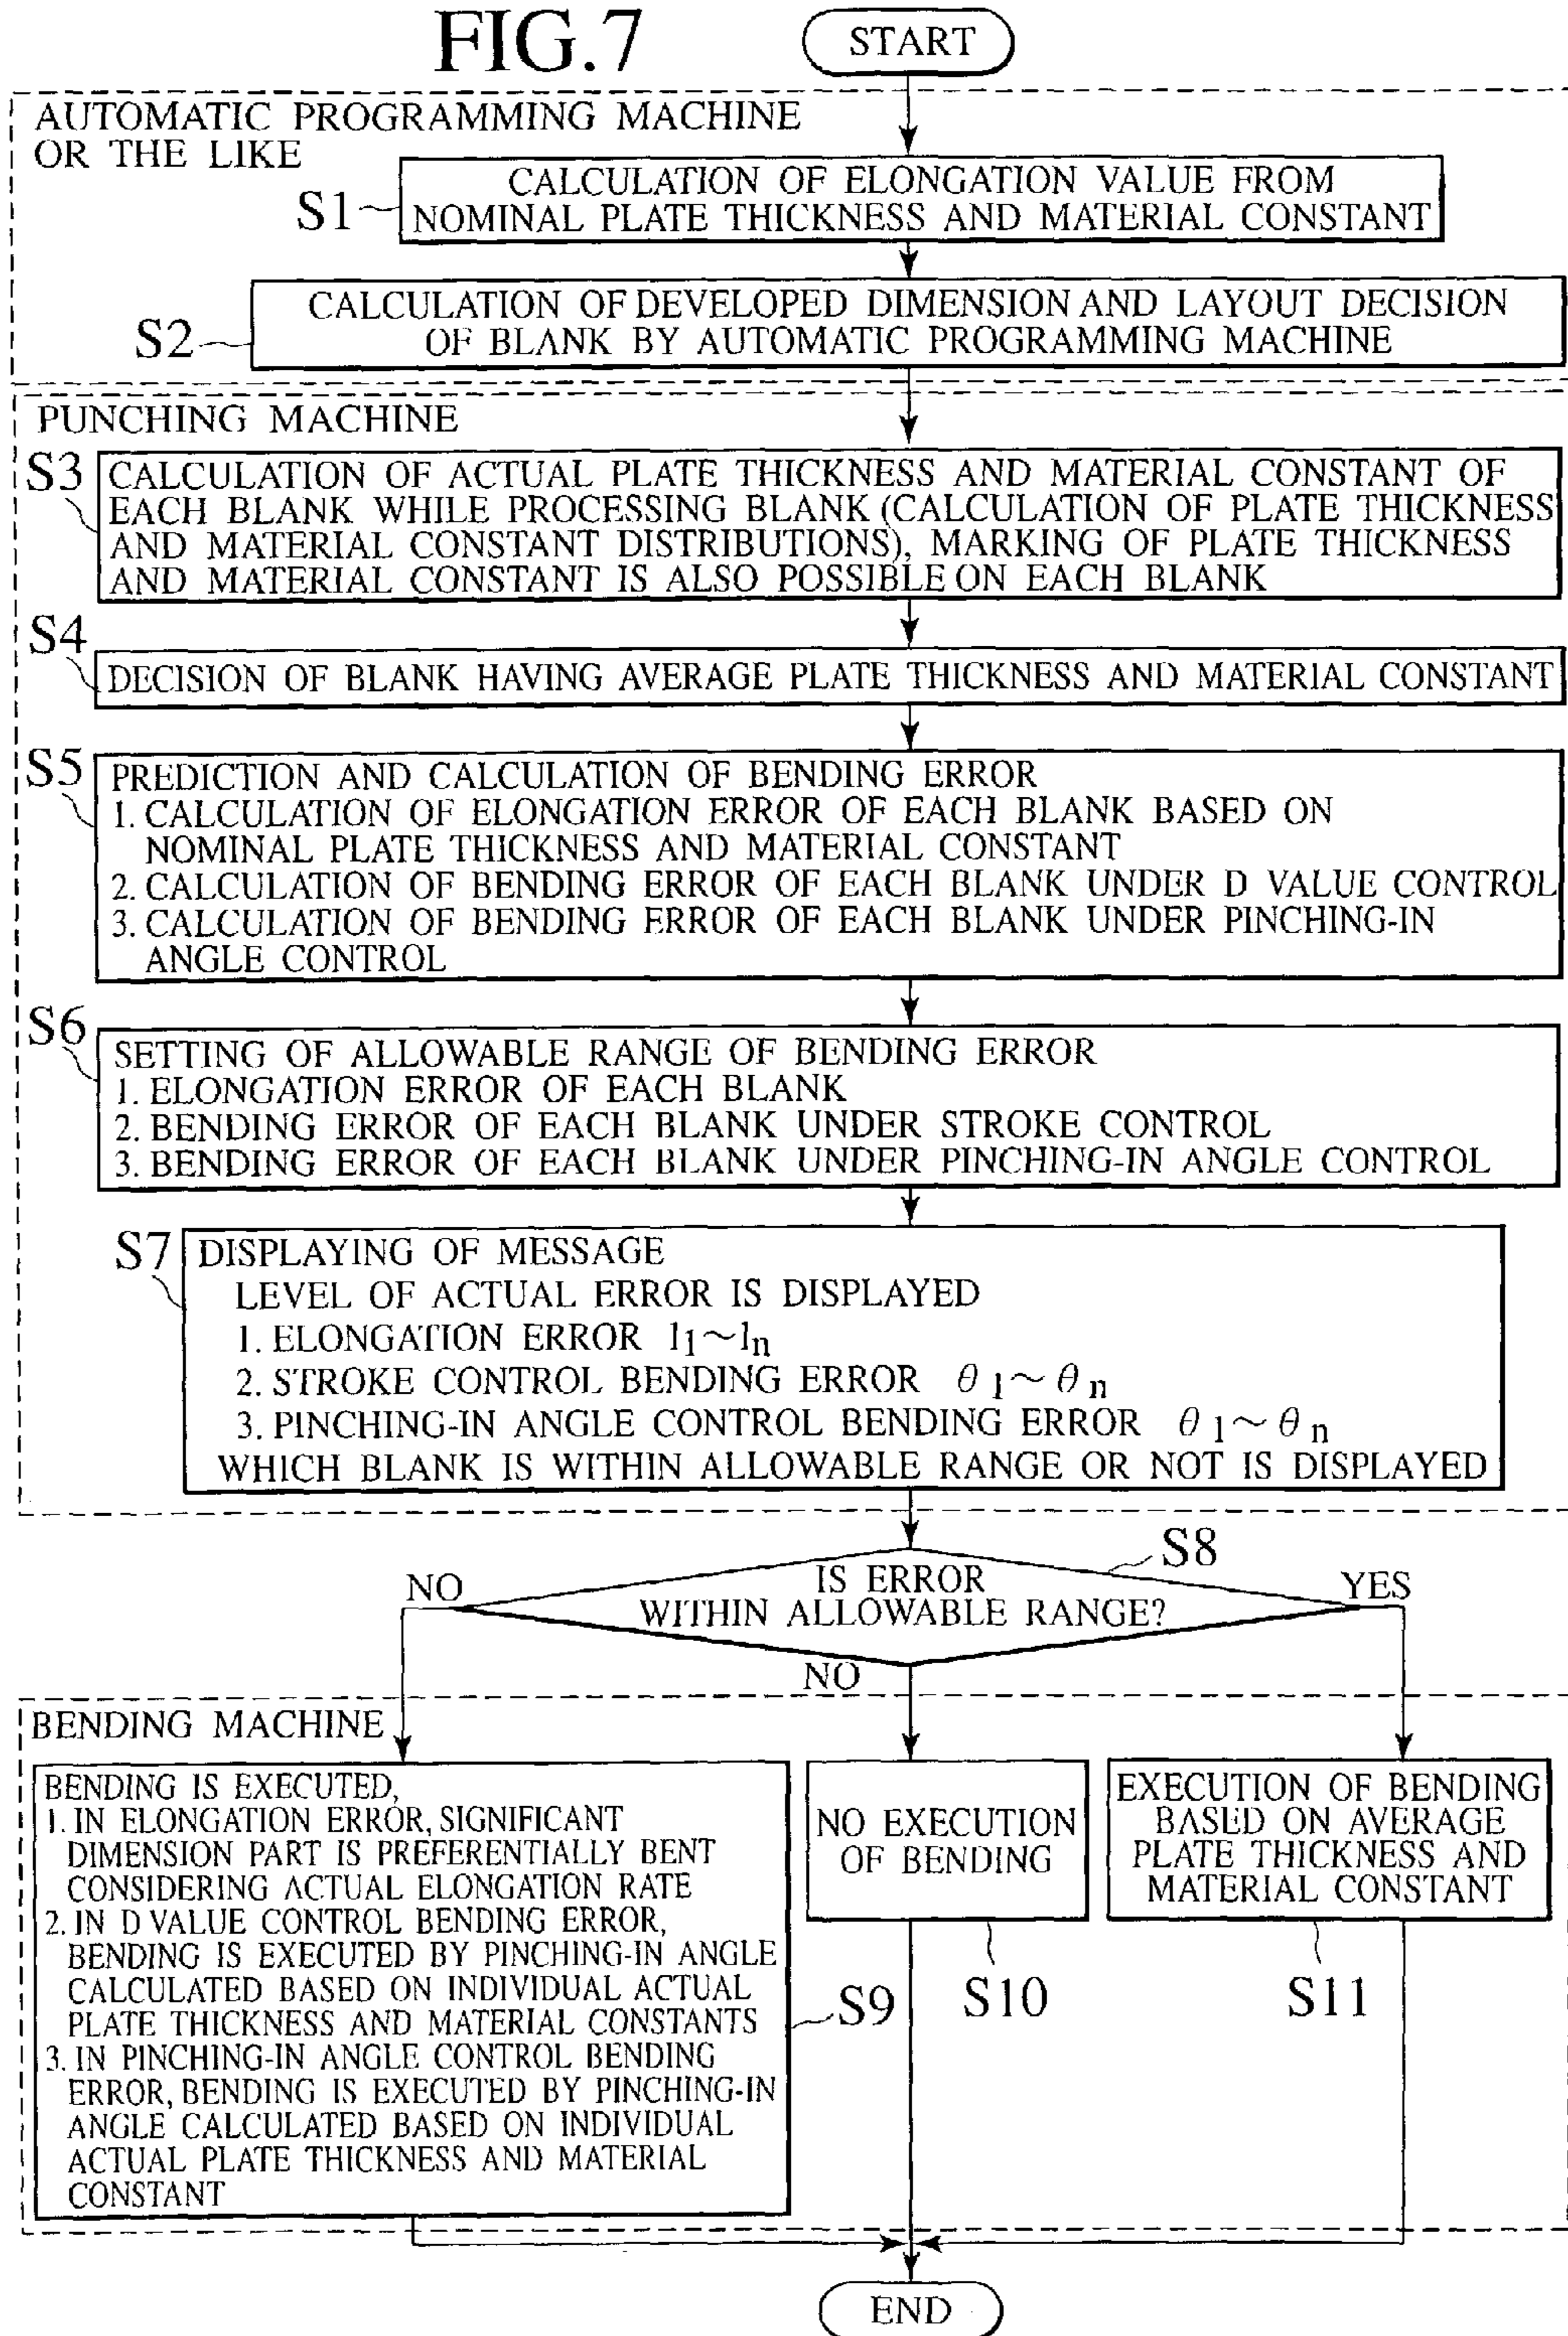 FIG.7
START
AUTOMATIC PROGRAMMING MACHINE
OR THE LIKE
S1
CALCULATION OF ELONGATION VALUE FROM
NOMINAL PLATE THICKNESS AND MATERIAL CONSTANT
S2
CALCULATION OF DEVELOPED DIMENSION AND LAYOUT DECISION
OF BLANK BY AUTOMATIC PROGRAMMING MACHINE
PUNCHING MACHINE
S3
CALCULATION OF ACTUAL PLATE THICKNESS AND MATERIAL CONSTANT OF
EACH BLANK WHILE PROCESSING BLANK (CALCULATION OF PLATE THICKNESS
AND MATERIAL CONSTANT DISTRIBUTIONS), MARKING OF PLATE THICKNESS
AND MATERIAL CONSTANT IS ALSO POSSIBLE ON EACH BLANK
S4
DECISION OF BLANK HAVING AVERAGE PLATE THICKNESS AND MATERIAL CONSTANT
S5
PREDICTION AND CALCULATION OF BENDING ERROR
1. CALCULATION OF ELONGATION ERROR OF EACH BLANK BASED ON
NOMINAL PLATE THICKNESS AND MATERIAL CONSTANT
2. CALCULATION OF BENDING ERROR OF EACH BLANK UNDER D VALUE CONTROL
3. CALCULATION OF BENDING ERROR OF EACH BLANK UNDER PINCHING-IN
ANGLE CONTROL
S6
SETTING OF ALLOWABLE RANGE OF BENDING ERROR
1. ELONGATION ERROR OF EACH BLANK
2. BENDING ERROR OF EACH BLANK UNDER STROKE CONTROL
3. BENDING ERROR OF EACH BLANK UNDER PINCHING-IN ANGLE CONTROL
S7
DISPLAYING OF MESSAGE
LEVEL OF ACTUAL ERROR IS DISPLAYED
1. ELONGATION ERROR l1~ln
2. STROKE CONTROL BENDING ERROR θ1~θn
3. PINCHING-IN ANGLE CONTROL BENDING ERROR θ1~θn
WHICH BLANK IS WITHIN ALLOWABLE RANGE OR NOT IS DISPLAYED
S8
IS ERROR
WITHIN ALLOWABLE RANGE?
NO
YES
NO
BENDING MACHINE
BENDING IS EXECUTED,
1. IN ELONGATION ERROR, SIGNIFICANT
DIMENSION PART IS PREFERENTIALLY BENT
CONSIDERING ACTUAL ELONGATION RATE
2. IN D VALUE CONTROL BENDING ERROR,
BENDING IS EXECUTED BY PINCHING-IN ANGLE
CALCULATED BASED ON INDIVIDUAL ACTUAL
PLATE THICKNESS AND MATERIAL CONSTANTS
3. IN PINCHING-IN ANGLE CONTROL BENDING
ERROR, BENDING IS EXECUTED BY PINCHING-IN
ANGLE CALCULATED BASED ON INDIVIDUAL
ACTUAL PLATE THICKNESS AND MATERIAL
CONSTANT
S9
NO EXECUTION
OF BENDING
S10
EXECUTION OF BENDING
BASED ON AVERAGE
PLATE THICKNESS AND
MATERIAL CONSTANT
S11
END